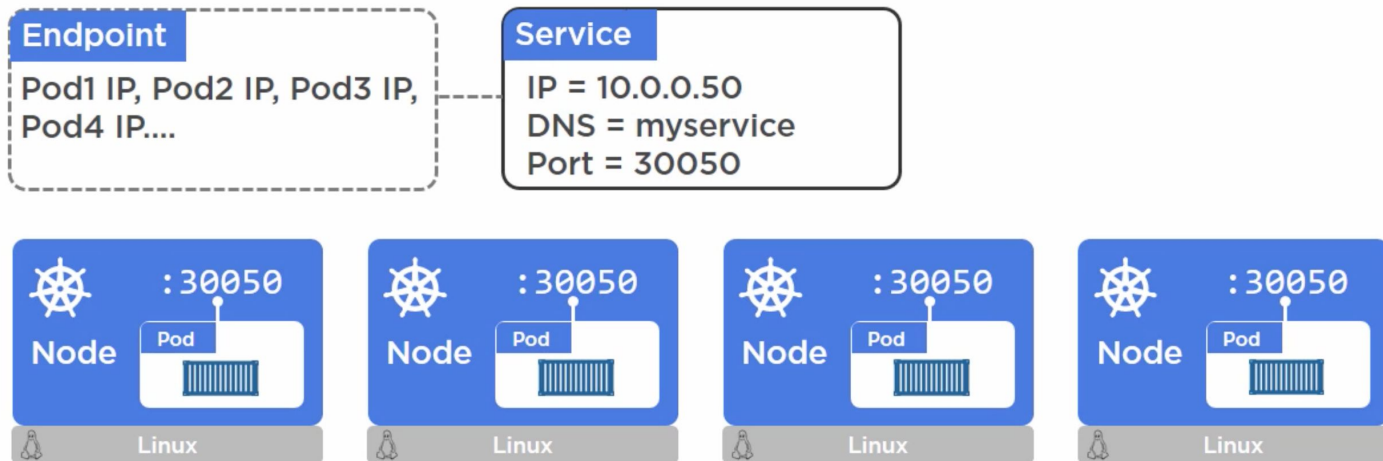 Endpoint
Pod1 IP, Pod2 IP, Pod3 IP,
Pod4 IP....
Service
IP = 10.0.0.50
DNS = myservice
Port = 30050
:30050
Node
Pod
Linux
:30050
Node
Pod
Linux
:30050
Node
Pod
Linux
:30050
Node
Pod
Linux